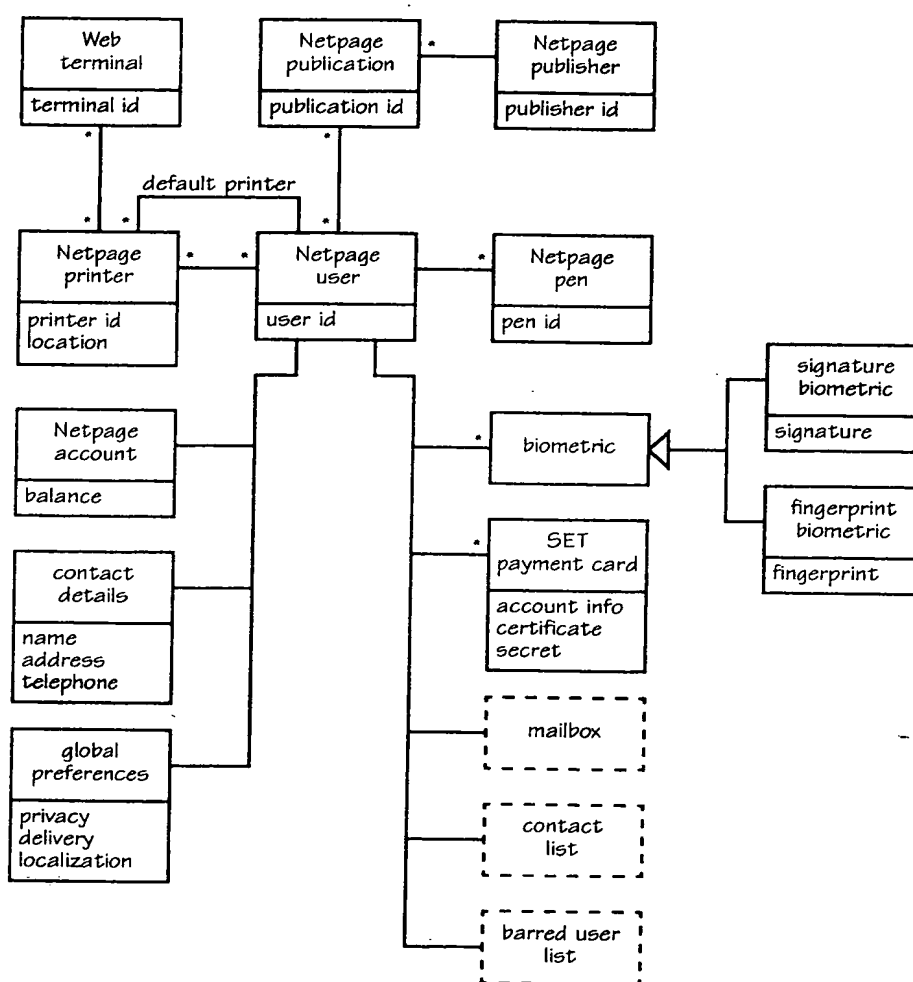 Web
terminal
terminal id
Netpage
publication
publication id
*
Netpage
publisher
publisher id
*
*
default printer
*
*
*
Netpage
printer
printer id
location
*
*
Netpage
user
user id
*
Netpage
pen
pen id
Netpage
account
balance
*
biometric
signature
biometric
signature
fingerprint
biometric
fingerprint
contact
details
name
address
telephone
*
SET
payment card
account info
certificate
secret
global
preferences
privacy
delivery
localization
mailbox
contact
list
barred user
list